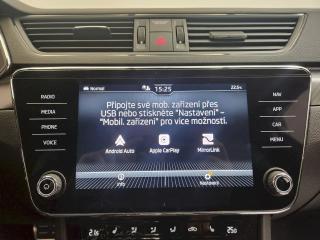 Normal 15:25 22.5
RADIO
MEDIA
PHONE
VOICE
Připojte své mob. zařízení přes
USB nebo stiskněte "Nastavení" –
"Mobil. zařízení" pro více možností.
Android Auto Apple CarPlay MirrorLink
Info Nastavení
NAV
APP
CAR
MENU